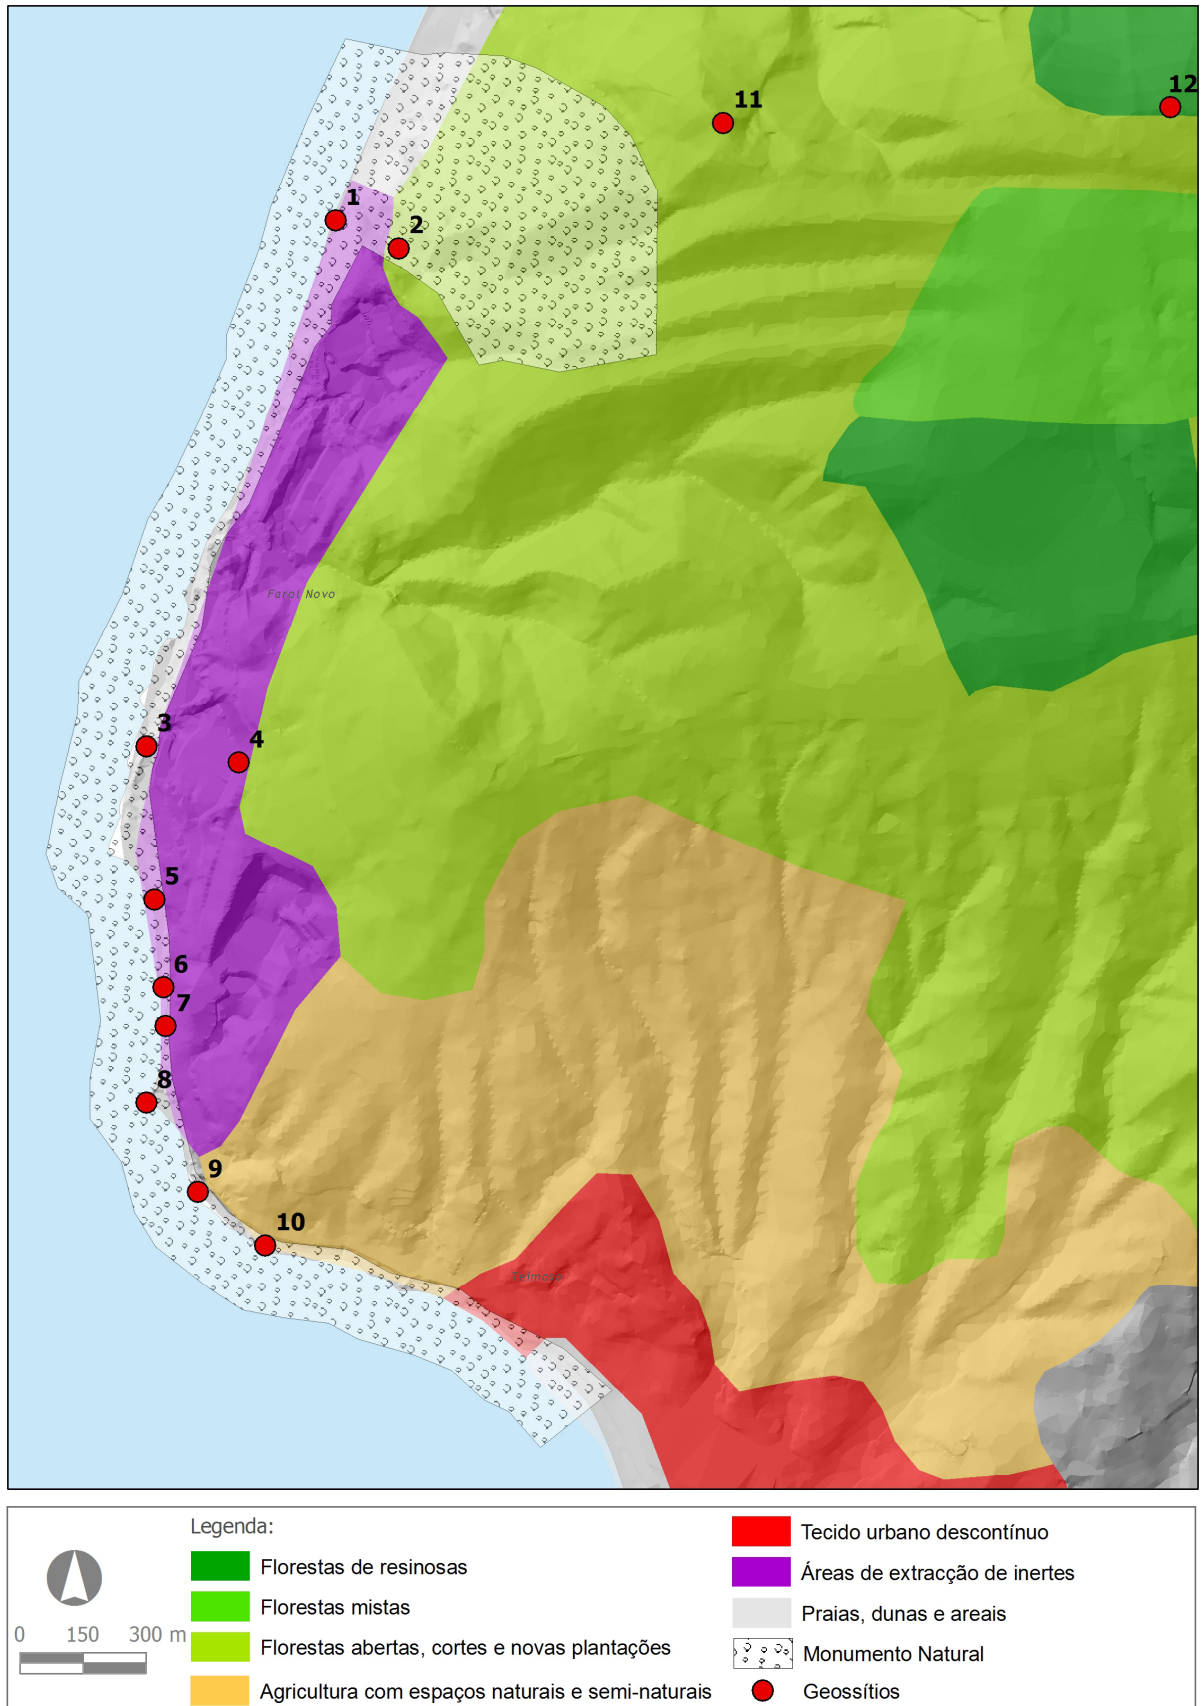 12
11
1
2
Farol Novo
3
4
5
6
7
8
9
10
Legenda:
Florestas de resinosas
Florestas mistas
Florestas abertas, cortes e novas plantações
Agricultura com espaços naturais e semi-naturais
Tecido urbano descontínuo
Áreas de extracção de inertes
Praias, dunas e areais
Monumento Natural
Geossítios
0 150 300 m